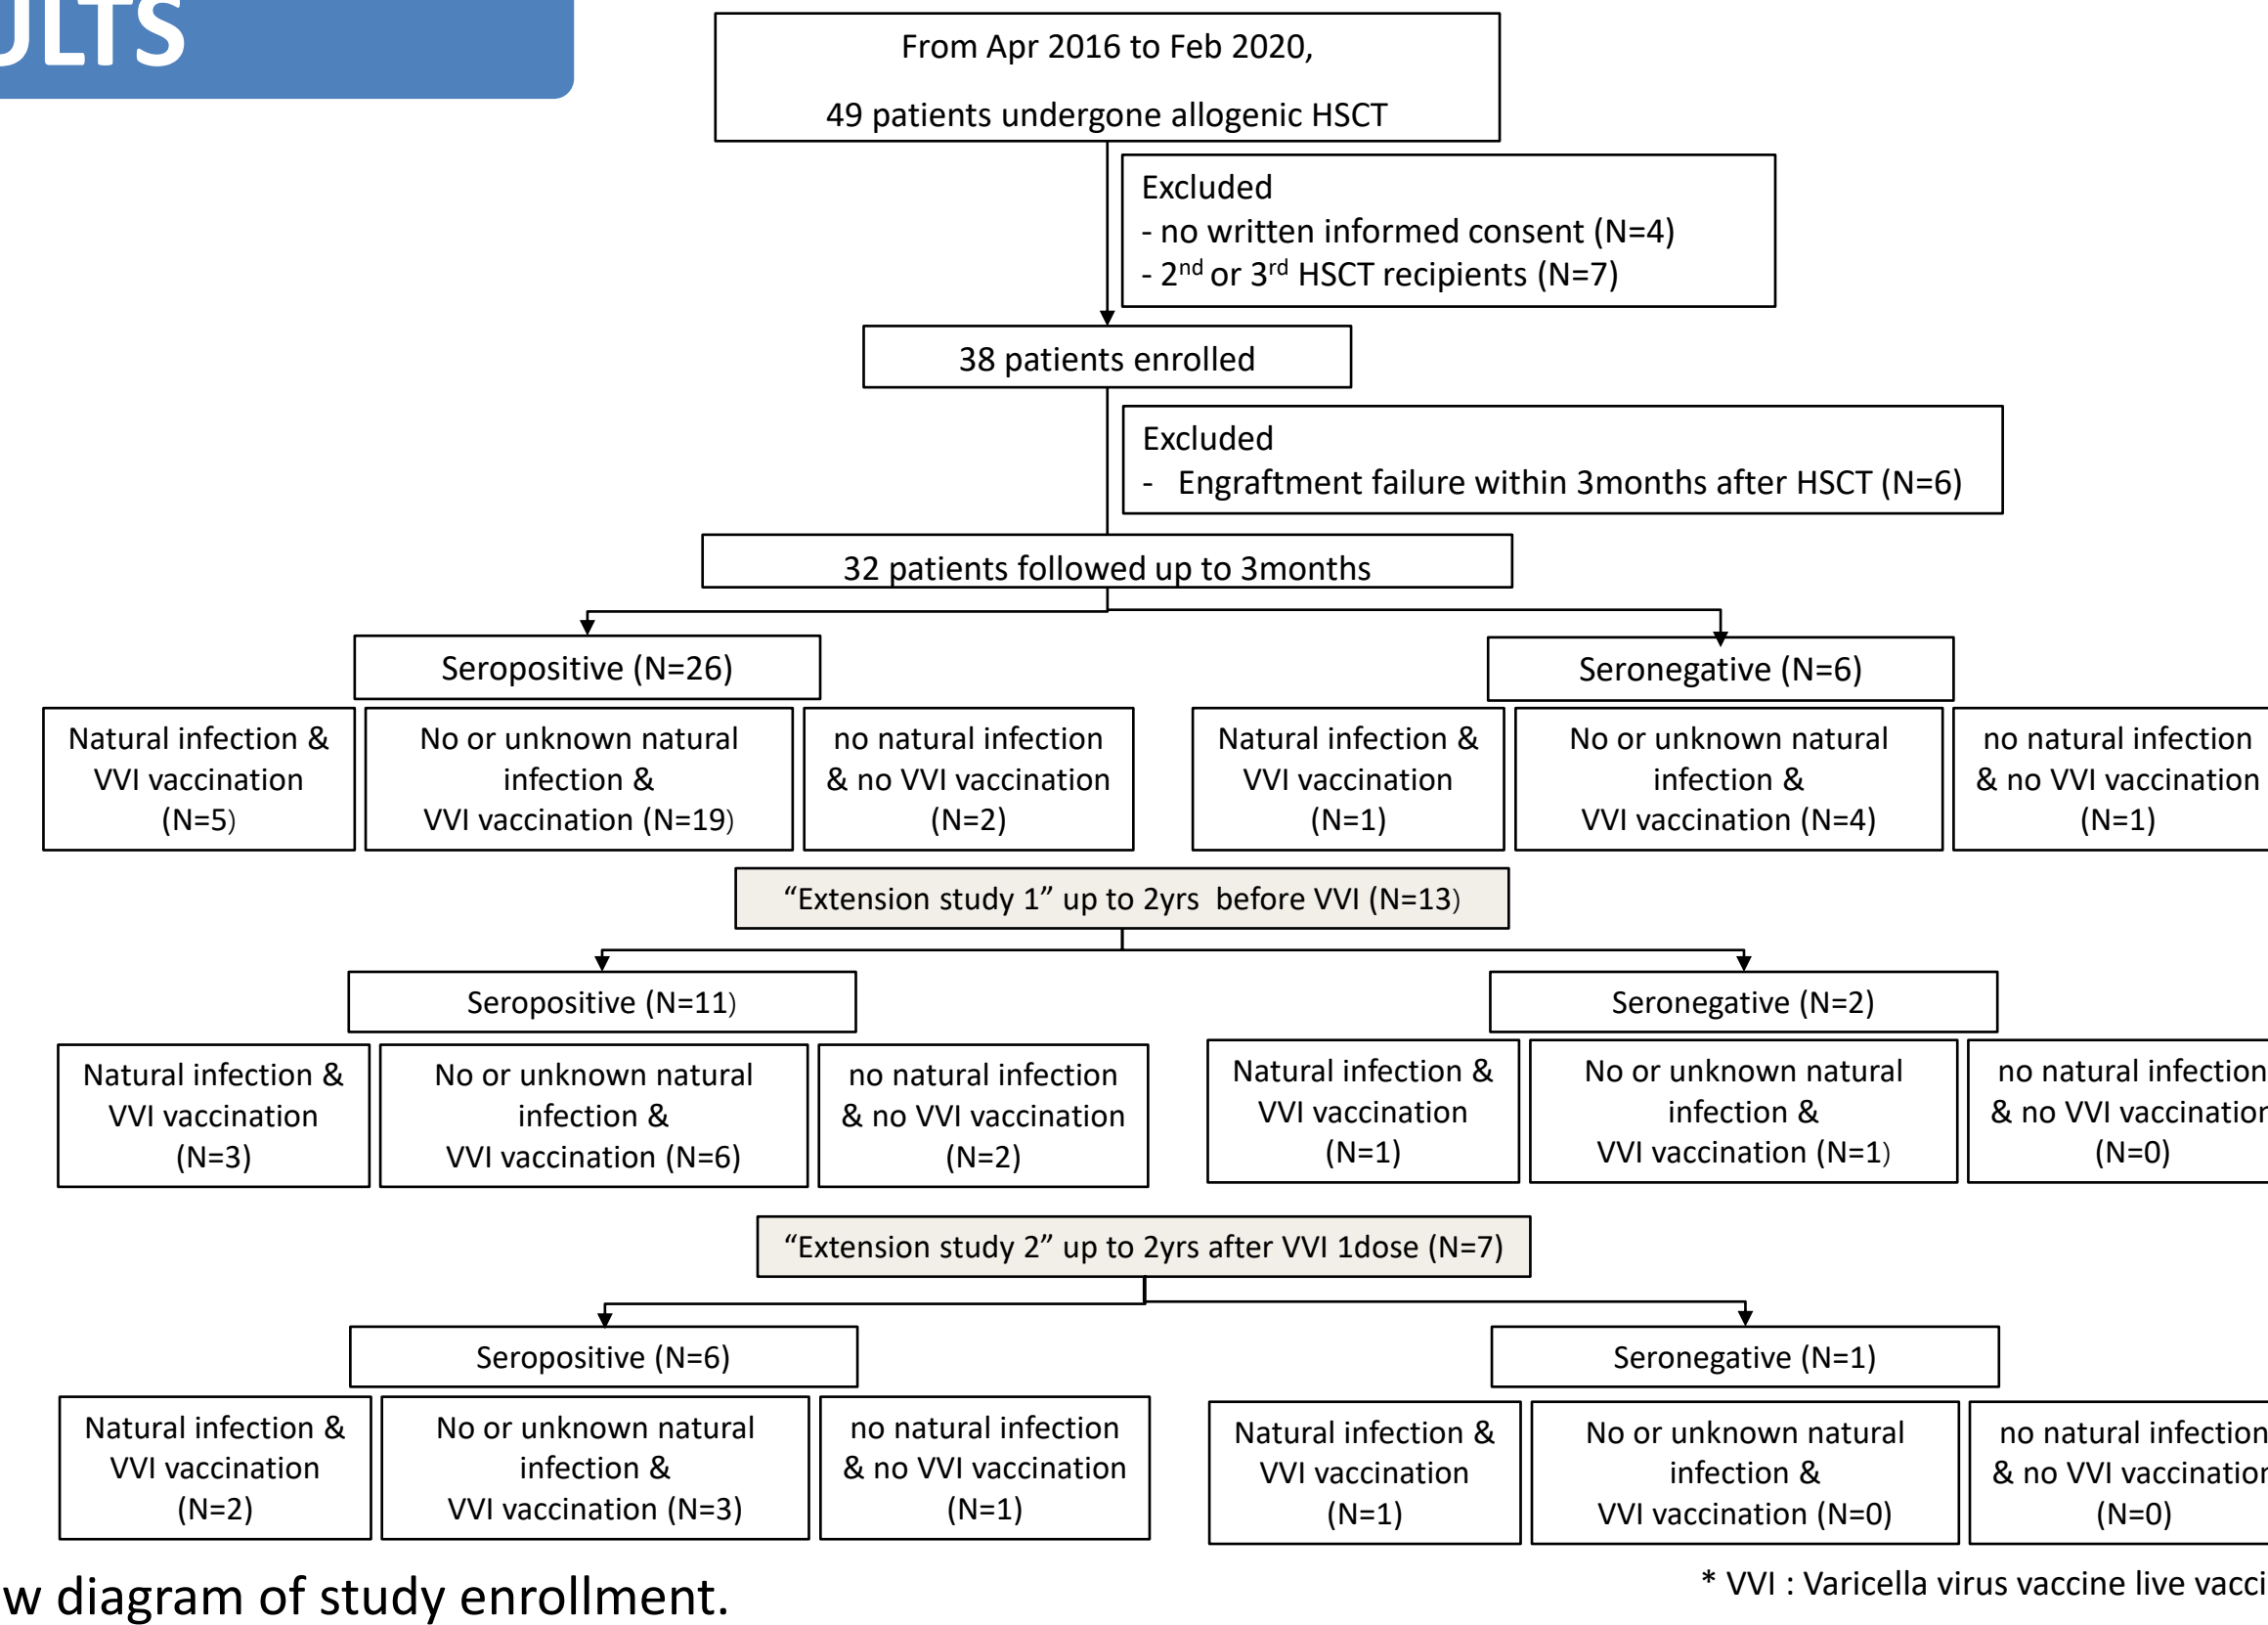 ULTS
From Apr 2016 to Feb 2020,
49 patients undergone allogenic HSCT
Excluded
- no written informed consent (N=4)
- 2nd or 3rd HSCT recipients (N=7)
38 patients enrolled
Excluded
- Engraftment failure within 3months after HSCT (N=6)
32 patients followed up to 3months
Seropositive (N=26)
Seronegative (N=6)
Natural infection &
VVI vaccination
(N=5)
No or unknown natural
infection &
VVI vaccination (N=19)
no natural infection
& no VVI vaccination
(N=2)
Natural infection &
VVI vaccination
(N=1)
No or unknown natural
infection &
VVI vaccination (N=4)
no natural infection
& no VVI vaccination
(N=1)
“Extension study 1” up to 2yrs before VVI (N=13)
Seropositive (N=11)
Seronegative (N=2)
Natural infection &
VVI vaccination
(N=3)
No or unknown natural
infection &
VVI vaccination (N=6)
no natural infection
& no VVI vaccination
(N=2)
Natural infection &
VVI vaccination
(N=1)
No or unknown natural
infection &
VVI vaccination (N=1)
no natural infection
& no VVI vaccination
(N=0)
“Extension study 2” up to 2yrs after VVI 1dose (N=7)
Seropositive (N=6)
Seronegative (N=1)
Natural infection &
VVI vaccination
(N=2)
No or unknown natural
infection &
VVI vaccination (N=3)
no natural infection
& no VVI vaccination
(N=1)
Natural infection &
VVI vaccination
(N=1)
No or unknown natural
infection &
VVI vaccination (N=0)
no natural infection
& no VVI vaccination
(N=0)
w diagram of study enrollment.
* VVI : Varicella virus vaccine live vacci